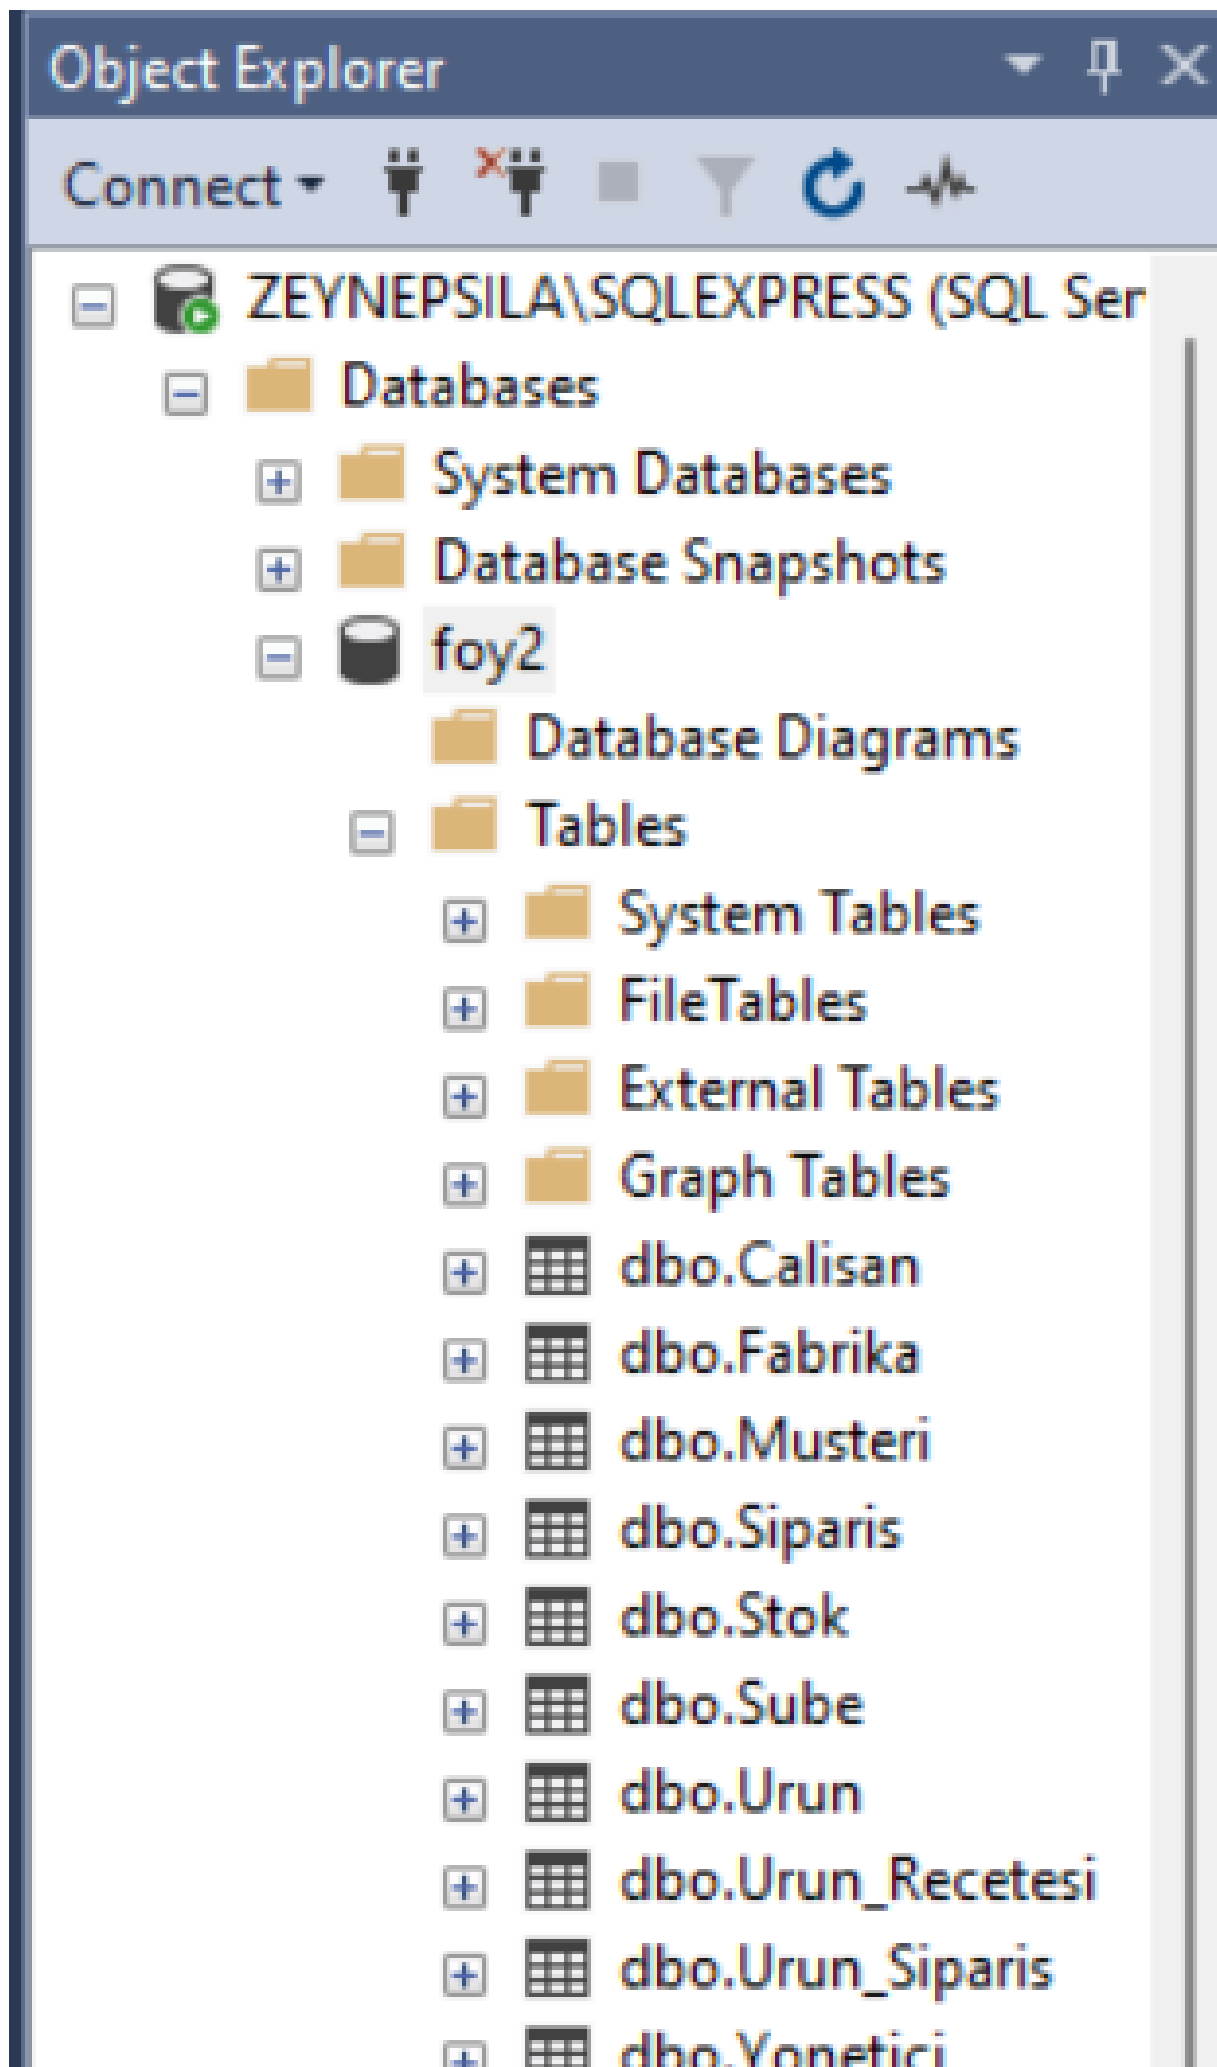 Object Explorer
Connect
ZEYNEPSILA\SQLEXPRESS (SQL Ser
Databases
System Databases
Database Snapshots
foy2
Database Diagrams
Tables
System Tables
FileTables
External Tables
Graph Tables
dbo.Calisan
dbo.Fabrika
dbo.Musteri
dbo.Siparis
dbo.Stok
dbo.Sube
dbo.Urun
dbo.Urun_Recetesi
dbo.Urun_Siparis
dbo.Yonetici